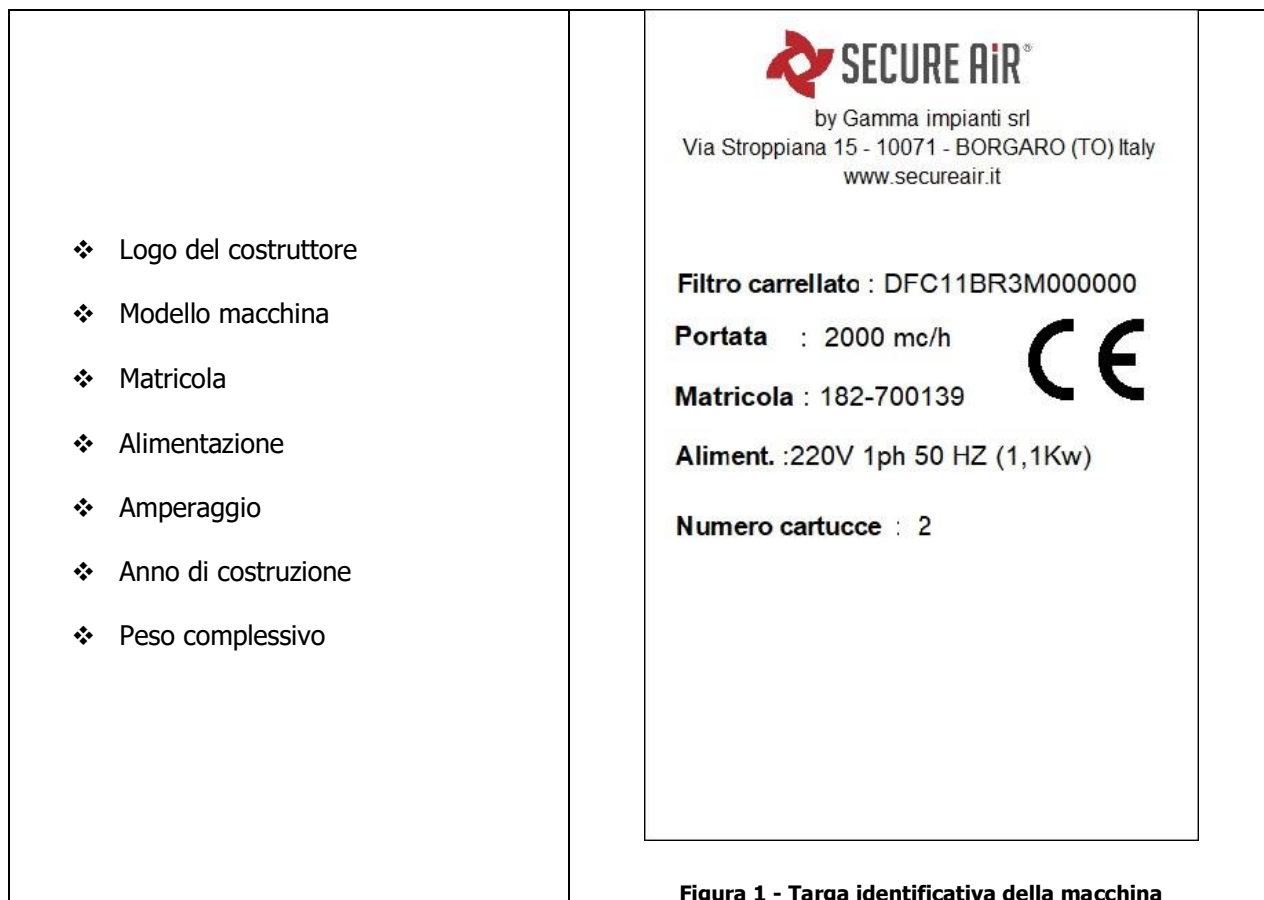 ❖ Logo del costruttore
❖ Modello macchina
❖ Matricola
❖ Alimentazione
❖ Amperaggio
❖ Anno di costruzione
❖ Peso complessivo
SECURE AiR®
by Gamma impianti srl
Via Stroppiana 15 - 10071 - BORGARO (TO) Italy
www.secureair.it
Filtro carrellato : DFC11BR3M000000
Portata : 2000 mc/h
CE
Matricola : 182-700139
Aliment. :220V 1ph 50 HZ (1,1Kw)
Numero cartucce : 2
Figura 1 - Targa identificativa della macchina